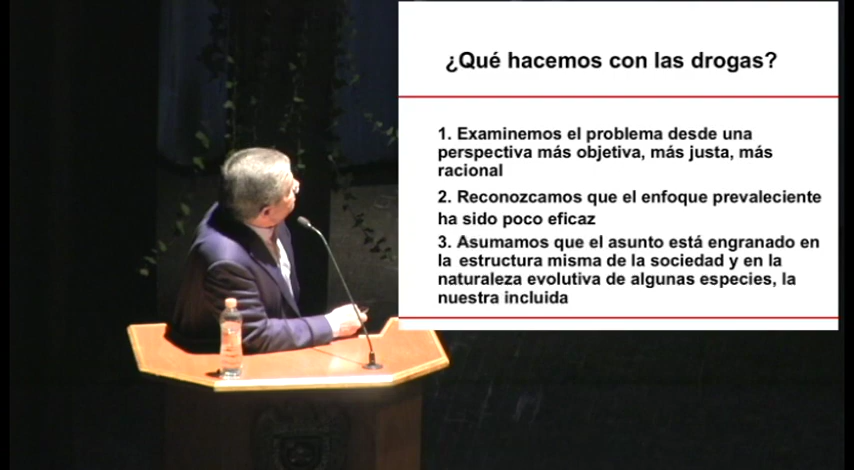 ¿Qué hacemos con las drogas?
1. Examinemos el problema desde una
perspectiva más objetiva, más justa, más
racional
2. Reconozcamos que el enfoque prevaleciente
ha sido poco eficaz
3. Asumamos que el asunto está engranado en
la estructura misma de la sociedad y en la
naturaleza evolutiva de algunas especies, la
nuestra incluida